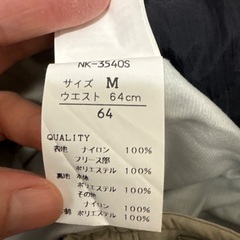 NK-3540S
サイズ M
ウエスト 64cm
64
QUALITY
表地 ナイロン 100%
フリース部
ポリエステル 100%
裏地 本体
ポリエステル 100%
その他
ナイロン 100%
ポリエステル 100%